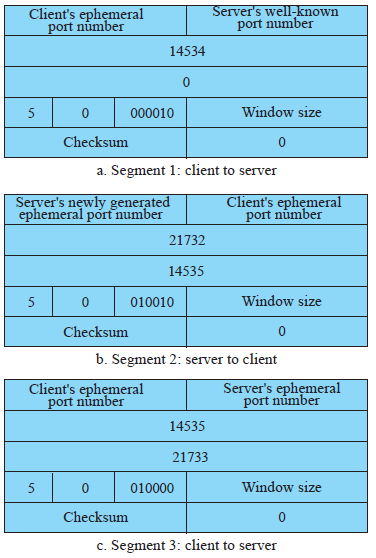 Client's ephemeral Server's well-known
port number port number
14534
0
5 0 000010 Window size
Checksum 0
a. Segment 1: client to server
Server's newly generated Client's ephemeral
ephemeral port number port number
21732
14535
5 0 010010 Window size
Checksum 0
b. Segment 2: server to client
Client's ephemeral Server's ephemeral
port number port number
14535
21733
5 0 010000 Window size
Checksum 0
c. Segment 3: client to server